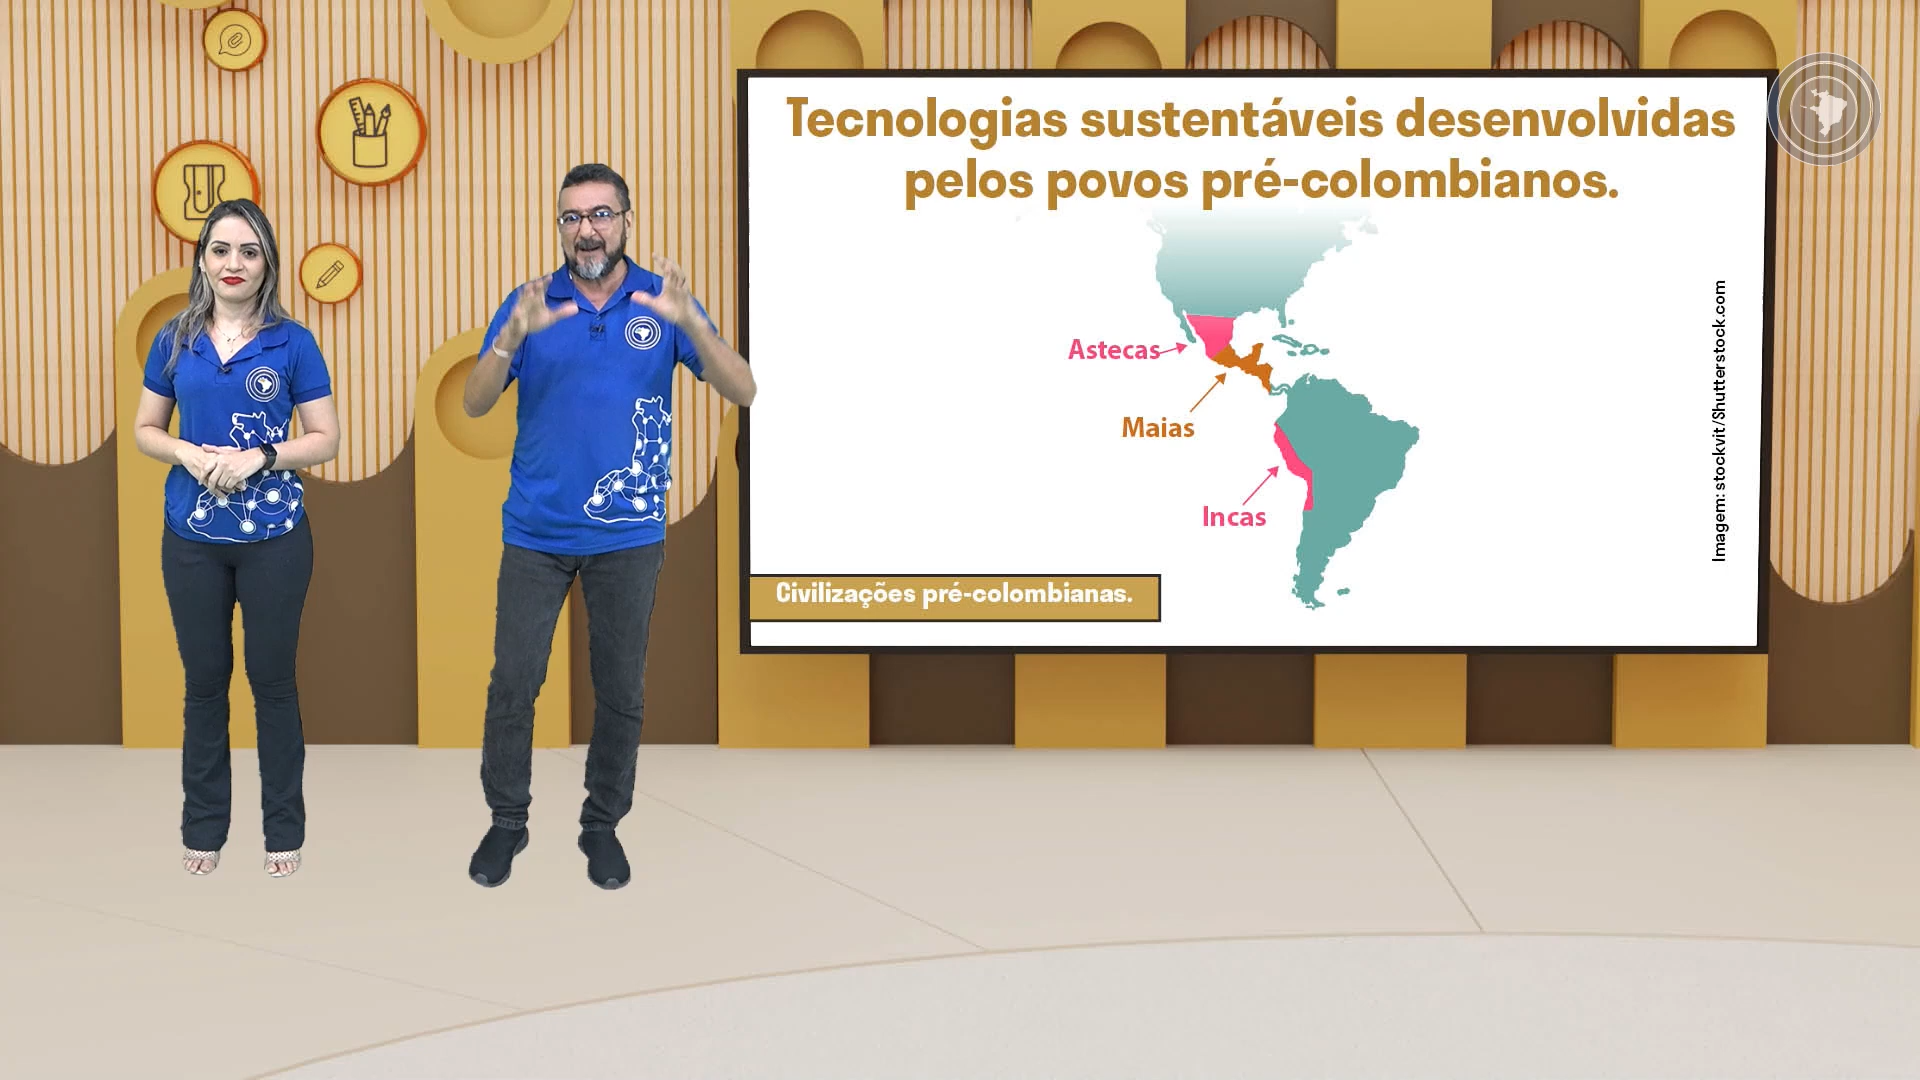 Tecnologias sustentáveis desenvolvidas
pelos povos pré-colombianos.
Astecas
Maias
Incas
Imagem: stockvit/Shutterstock.com
Civilizações pré-colombianas.